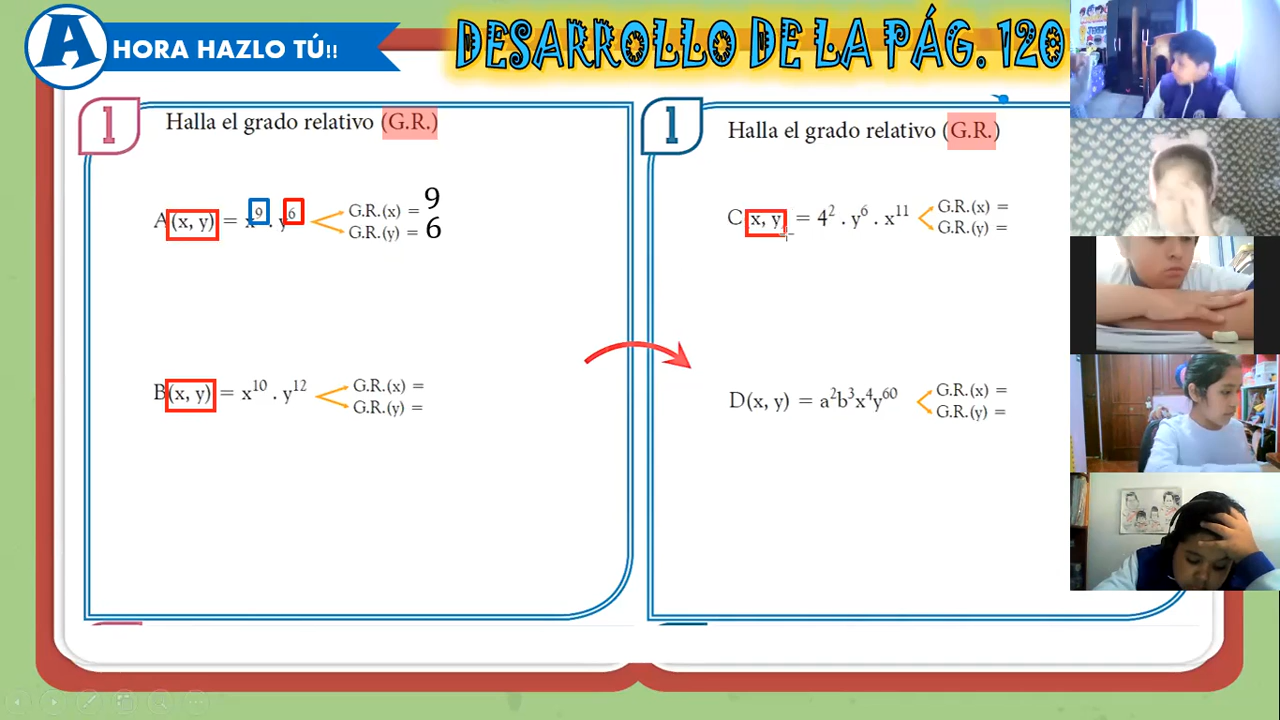 A HORA HAZLO TÚ!!
DESARROLLO DE LA PÁG. 120
1
Halla el grado relativo (G.R.)
A(x, y) = x⁹ . y⁶
G.R.(x) = 9
G.R.(y) = 6
B(x, y) = x¹⁰ . y¹²
G.R.(x) =
G.R.(y) =
1
Halla el grado relativo (G.R.)
C(x, y) = 4² . y⁶ . x¹¹
G.R.(x) =
G.R.(y) =
D(x, y) = a²b³x⁴y⁶⁰
G.R.(x) =
G.R.(y) =